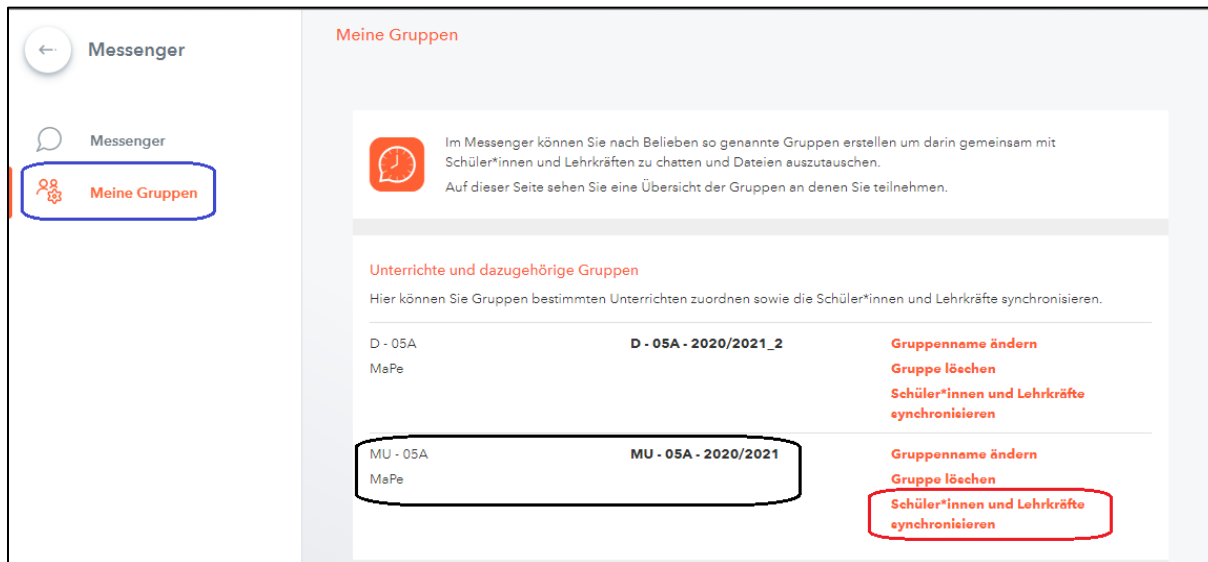 Messenger
Meine Gruppen
Messenger
Meine Gruppen
Im Messenger können Sie nach Belieben so genannte Gruppen erstellen um darin gemeinsam mit
Schüler*innen und Lehrkräften zu chatten und Dateien auszutauschen.
Auf dieser Seite sehen Sie eine Übersicht der Gruppen an denen Sie teilnehmen.
Unterrichte und dazugehörige Gruppen
Hier können Sie Gruppen bestimmten Unterrichten zuordnen sowie die Schüler*innen und Lehrkräfte synchronisieren.
D - 05A D - 05A - 2020/2021_2 Gruppenname ändern
MaPe Gruppe löschen
Schüler*innen und Lehrkräfte
synchronisieren
MU - 05A MU - 05A - 2020/2021 Gruppenname ändern
MaPe Gruppe löschen
Schüler*innen und Lehrkräfte
synchronisieren